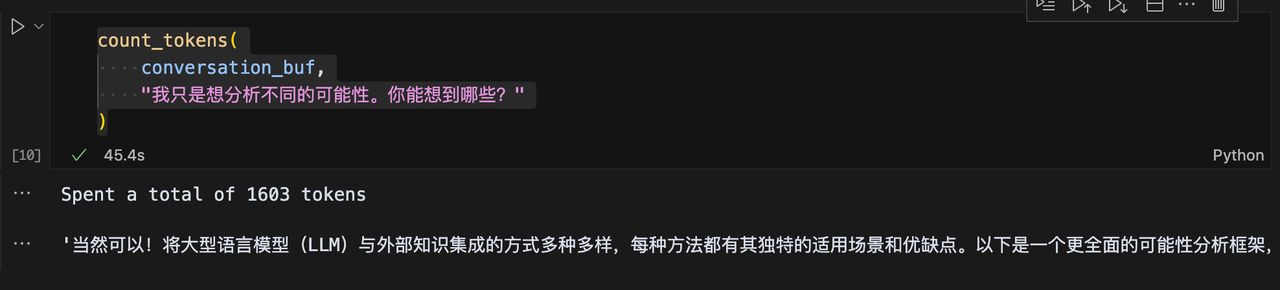 count_tokens(
conversation_buf,
"我只是想分析不同的可能性。你能想到哪些？"
)
[10] 45.4s Python
... Spent a total of 1603 tokens
... '当然可以！将大型语言模型（LLM）与外部知识集成的方式多种多样，每种方法都有其独特的适用场景和优缺点。以下是一个更全面的可能性分析框架，